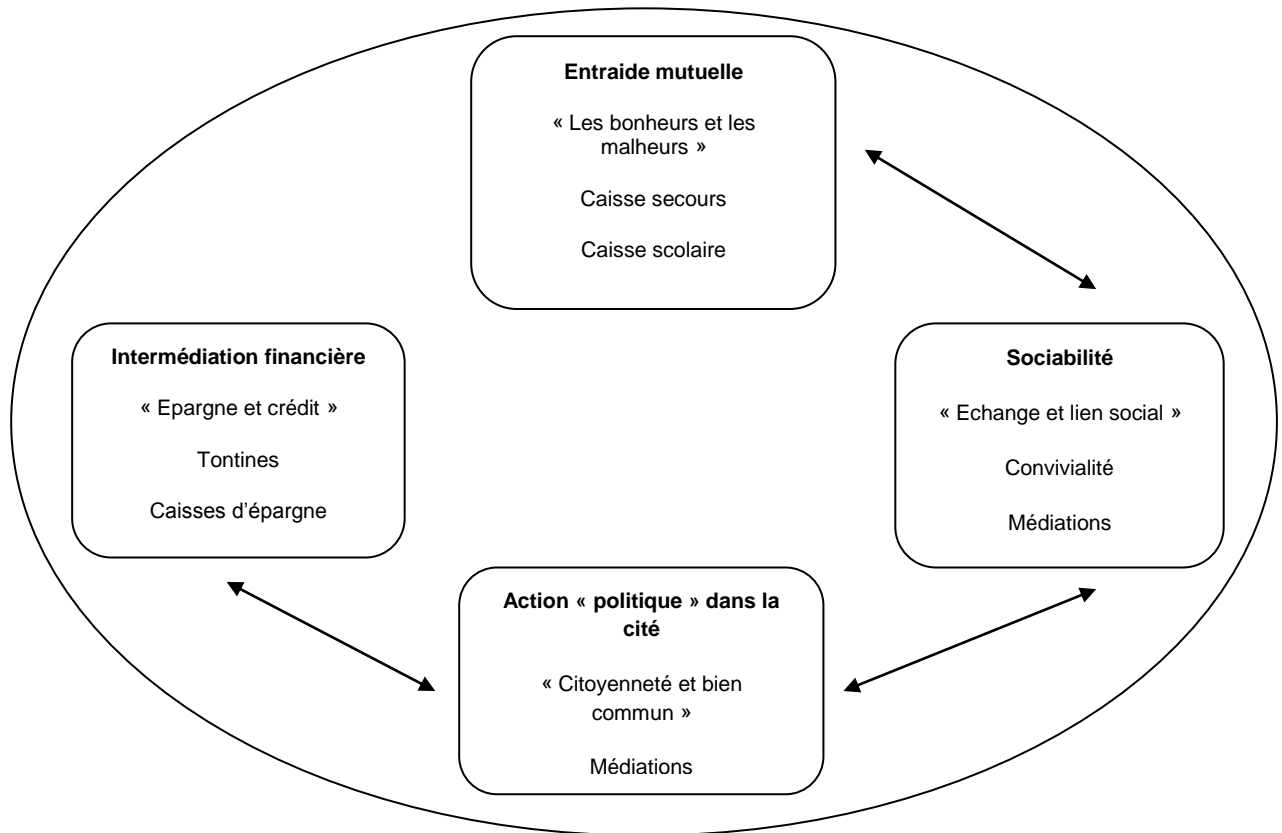 Entraide mutuelle
« Les bonheurs et les
malheurs »
Caisse secours
Caisse scolaire
Intermédiation financière
« Epargne et crédit »
Tontines
Caisses d’épargne
Sociabilité
« Echange et lien social »
Convivialité
Médiations
Action « politique » dans la
cité
« Citoyenneté et bien
commun »
Médiations